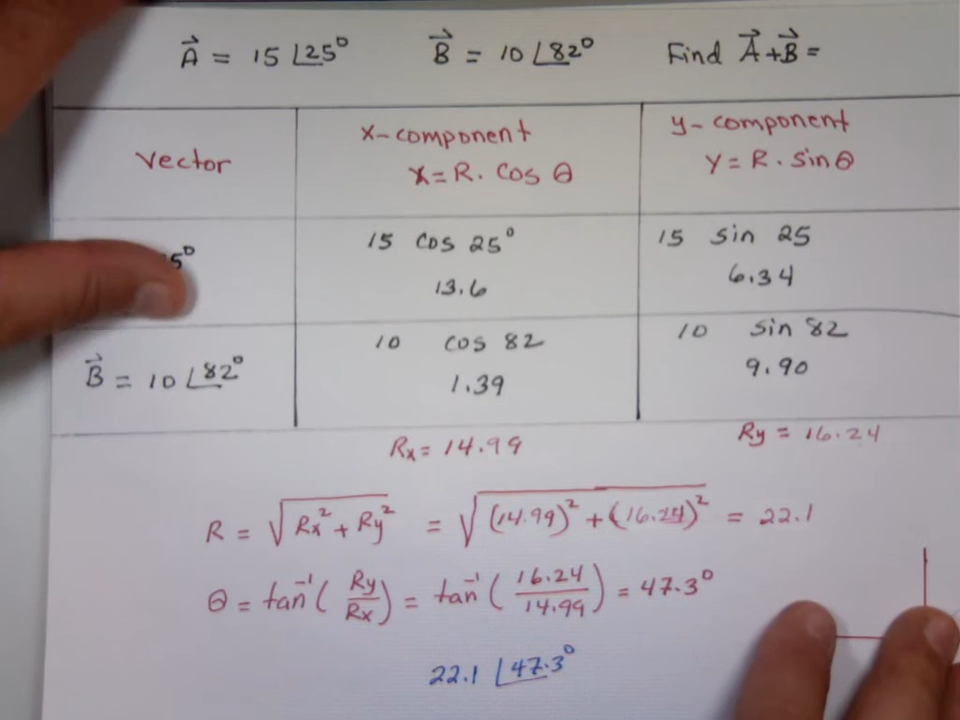 A⃗ = 15 ∠25° B⃗ = 10 ∠82° Find A⃗+B⃗ =
Vector
x-component
x = R. cos θ
y-component
y = R. sin θ
5°
15 cos 25°
13.6
15 sin 25
6.34
B⃗ = 10 ∠82°
10 cos 82
1.39
10 sin 82
9.90
Rx = 14.99
Ry = 16.24
R = √(Rx² + Ry²) = √((14.99)² + (16.24)²) = 22.1
θ = tan⁻¹(Ry/Rx) = tan⁻¹(16.24/14.99) = 47.3°
22.1 ∠47.3°